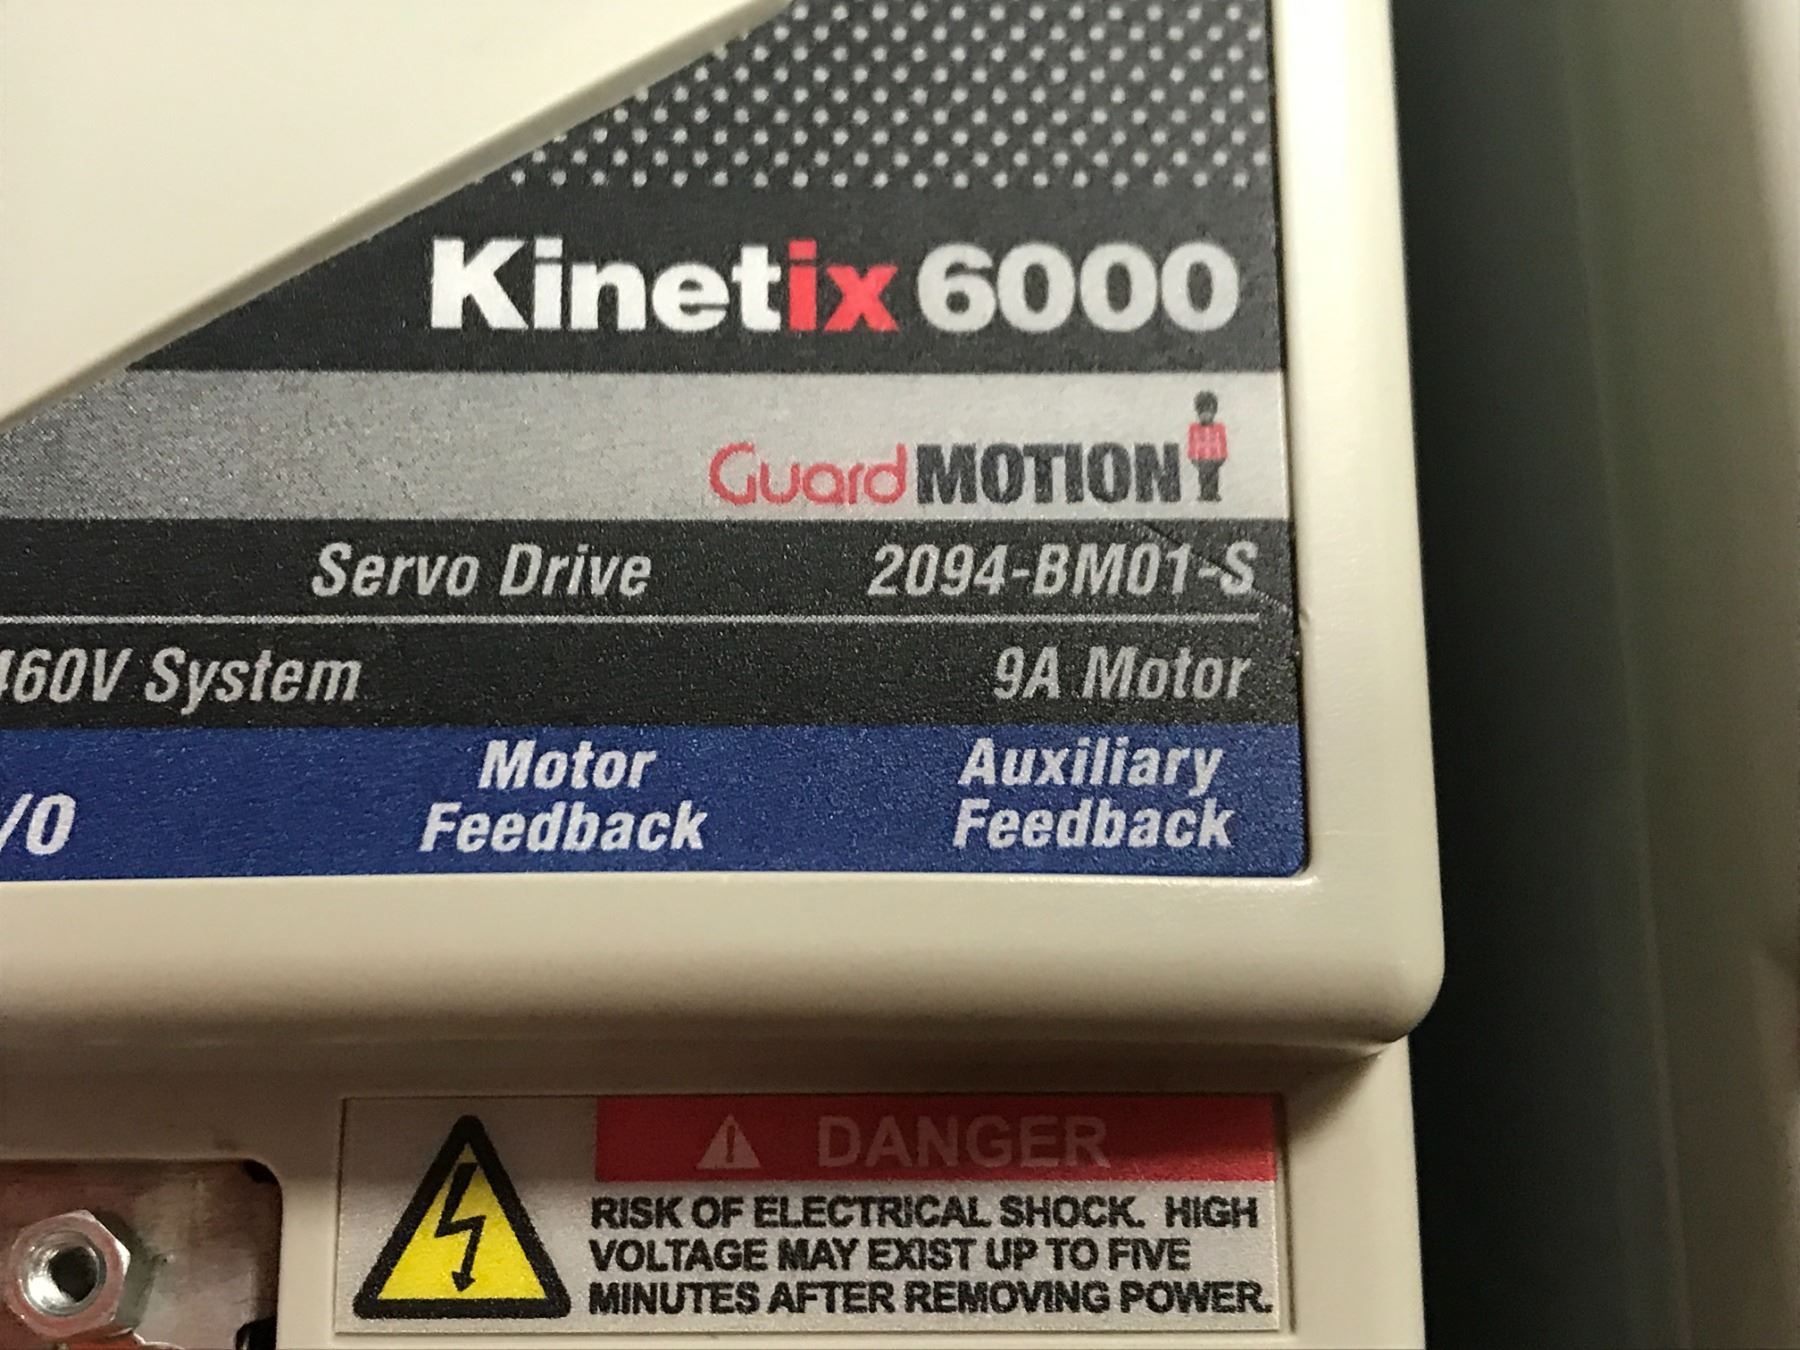 Kinetix 6000
GuardMOTION
Servo Drive 2094-BM01-S
460V System 9A Motor
/O Motor Feedback Auxiliary Feedback
DANGER
RISK OF ELECTRICAL SHOCK. HIGH
VOLTAGE MAY EXIST UP TO FIVE
MINUTES AFTER REMOVING POWER.